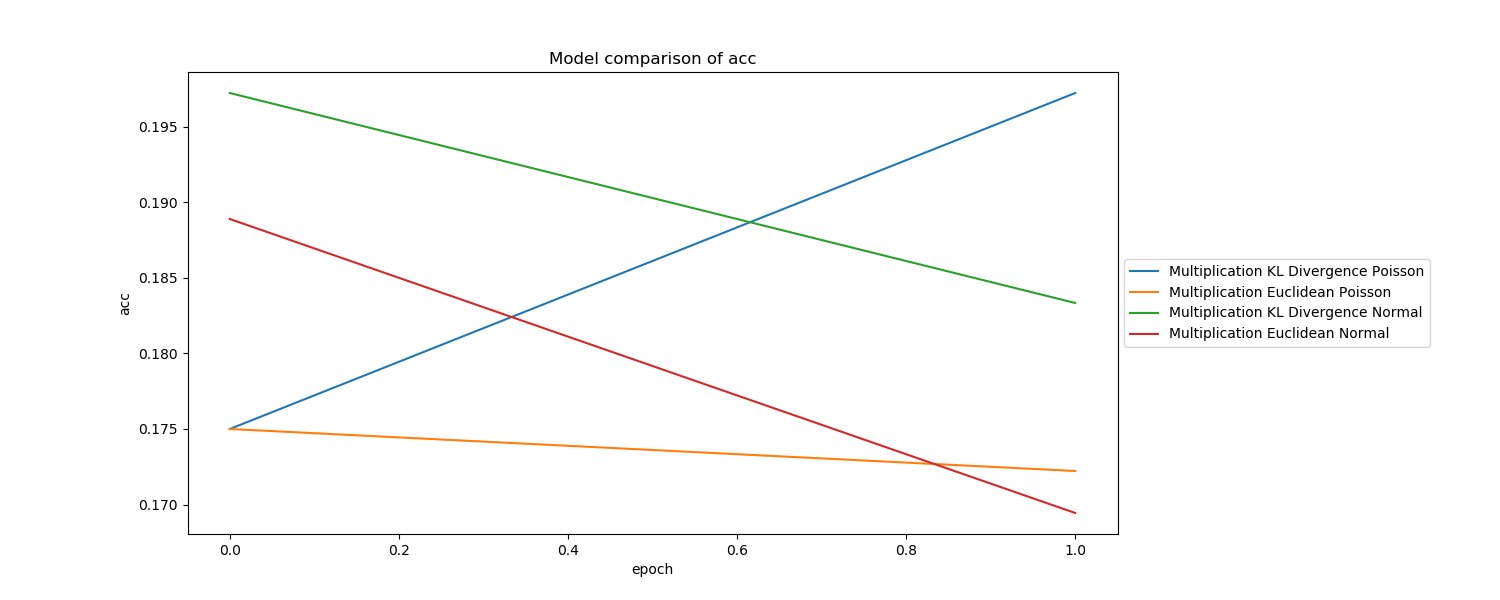 Model comparison of acc
0.195
0.190
0.185
0.180
0.175
0.170
acc
0.0 0.2 0.4 0.6 0.8 1.0
epoch
Multiplication KL Divergence Poisson
Multiplication Euclidean Poisson
Multiplication KL Divergence Normal
Multiplication Euclidean Normal